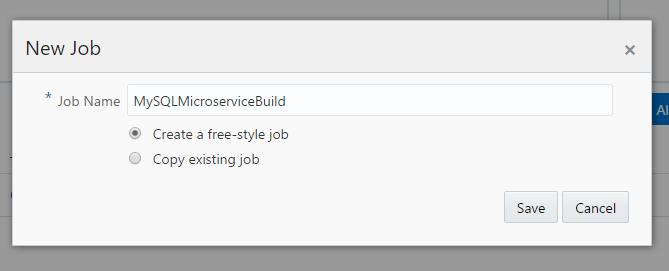 New Job
×
* Job Name MySQLMicroserviceBuild
Create a free-style job
Copy existing job
Save Cancel